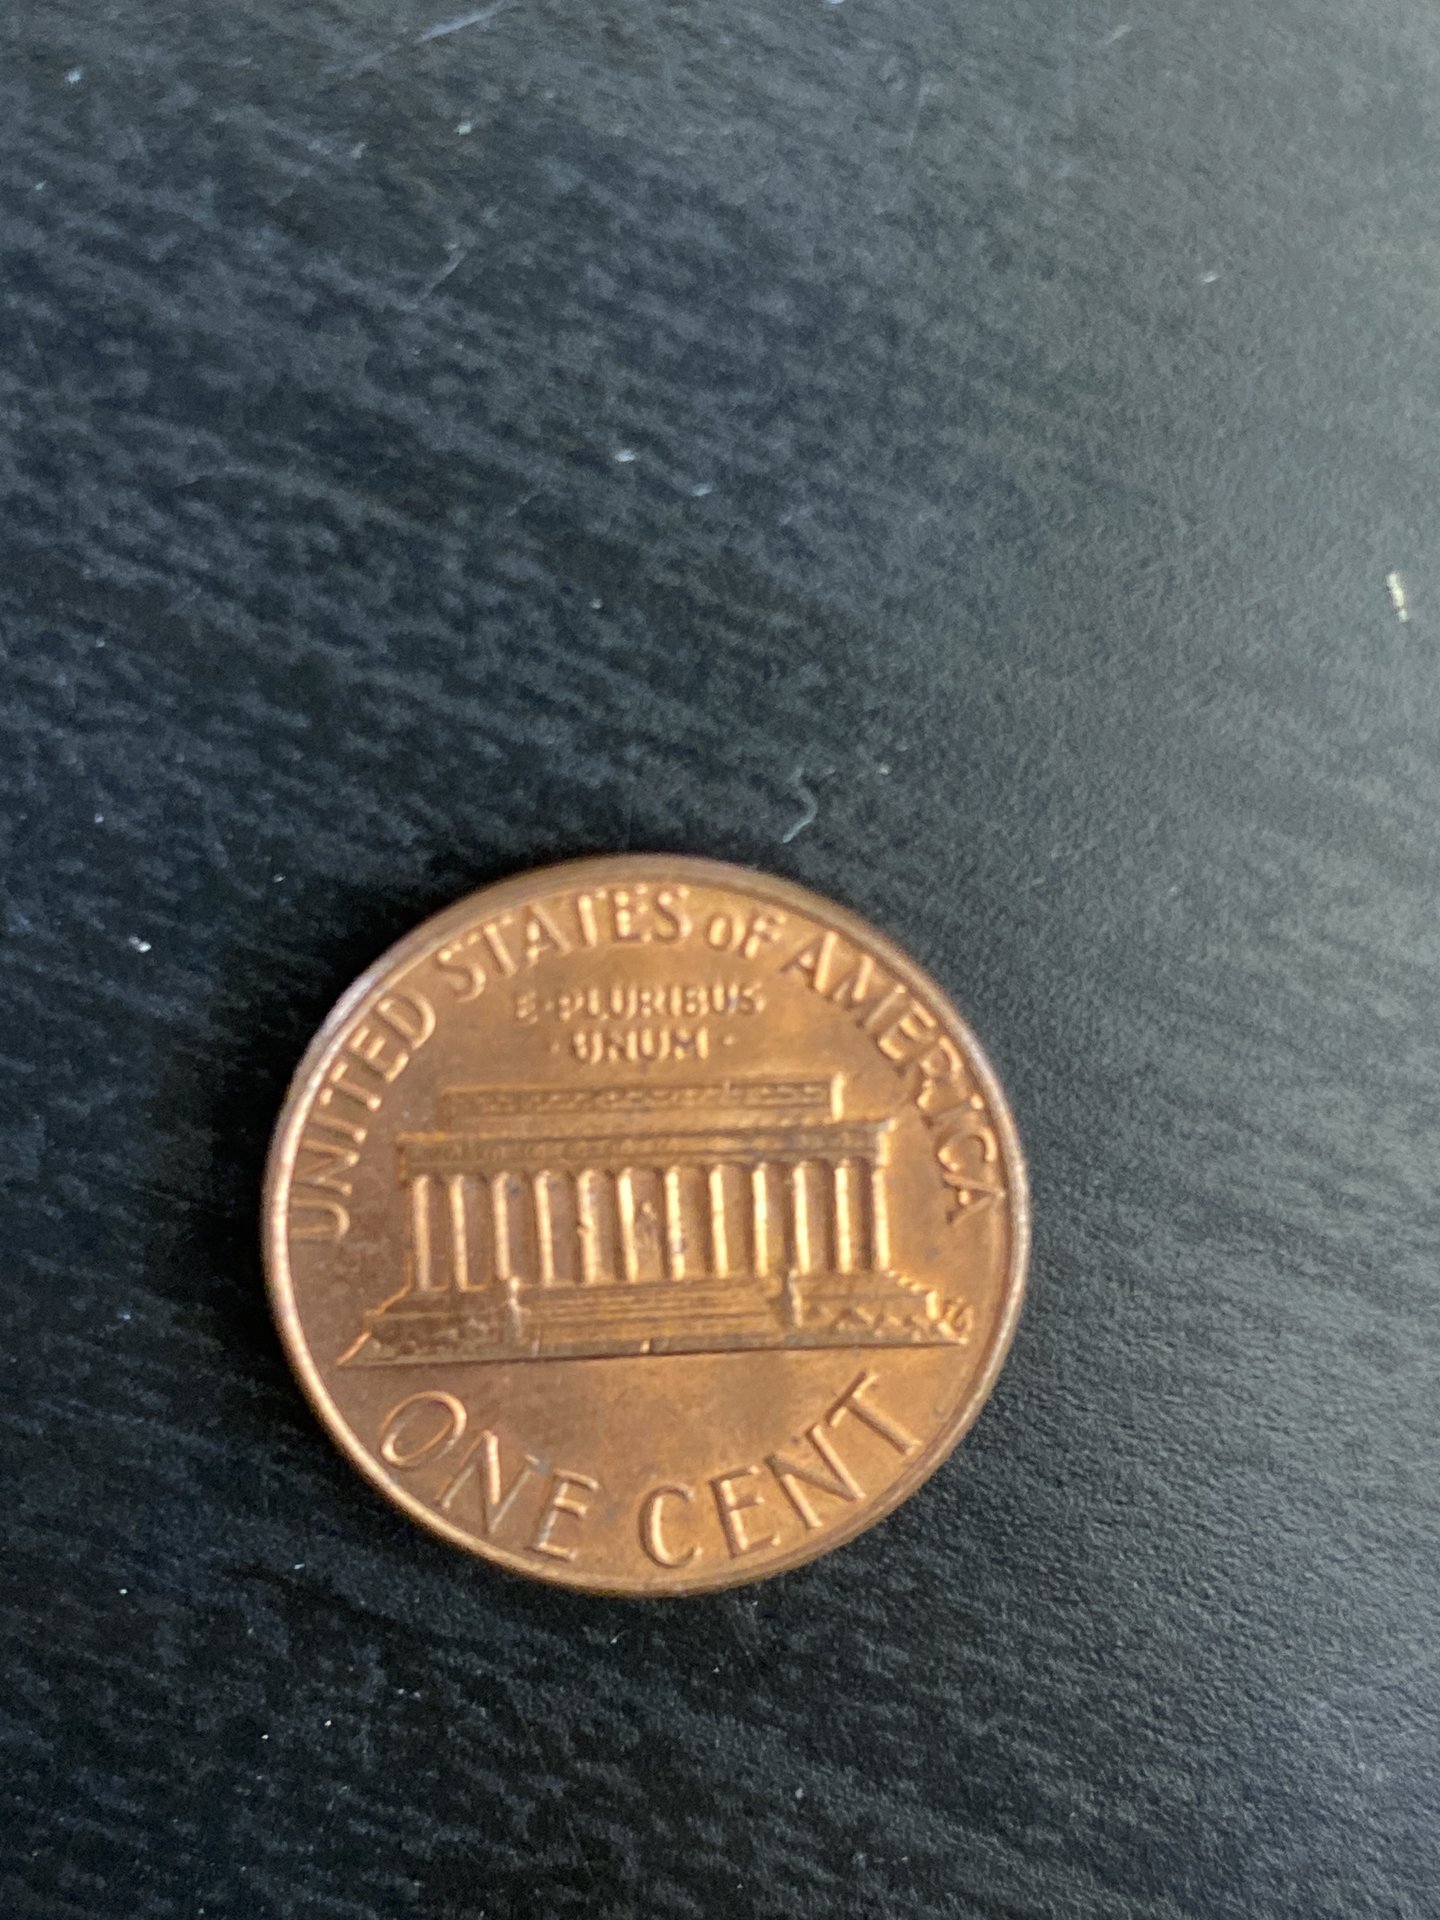 UNITED STATES OF AMERICA
E·PLURIBUS
·UNUM·
ONE CENT